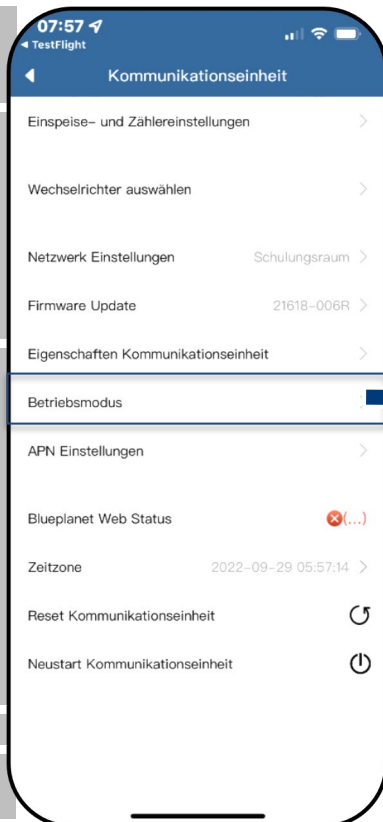 07:57
◀ TestFlight
Kommunikationseinheit
Einspeise- und Zählereinstellungen
Wechselrichter auswählen
Netzwerk Einstellungen Schulungsraum
Firmware Update 21618-006R
Eigenschaften Kommunikationseinheit
Betriebsmodus
APN Einstellungen
Blueplanet Web Status (...)
Zeitzone 2022-09-29 05:57:14
Reset Kommunikationseinheit
Neustart Kommunikationseinheit